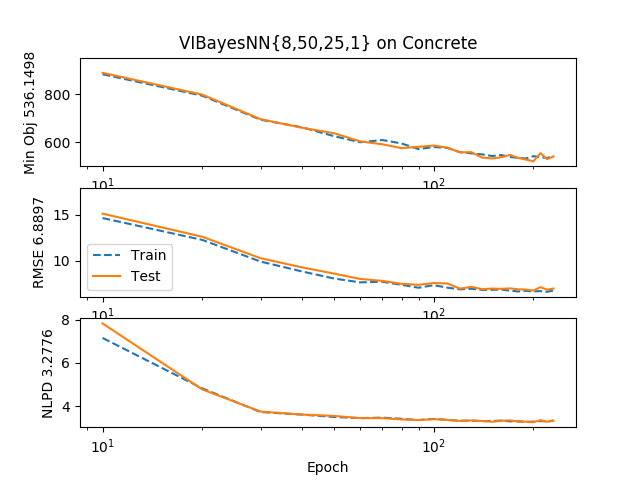 VIBayesNN{8,50,25,1} on Concrete
Min Obj 536.1498
800
600
10¹
10²
RMSE 6.8897
15
10
Train
Test
10¹
10²
NLPD 3.2776
8
6
4
10¹
10²
Epoch